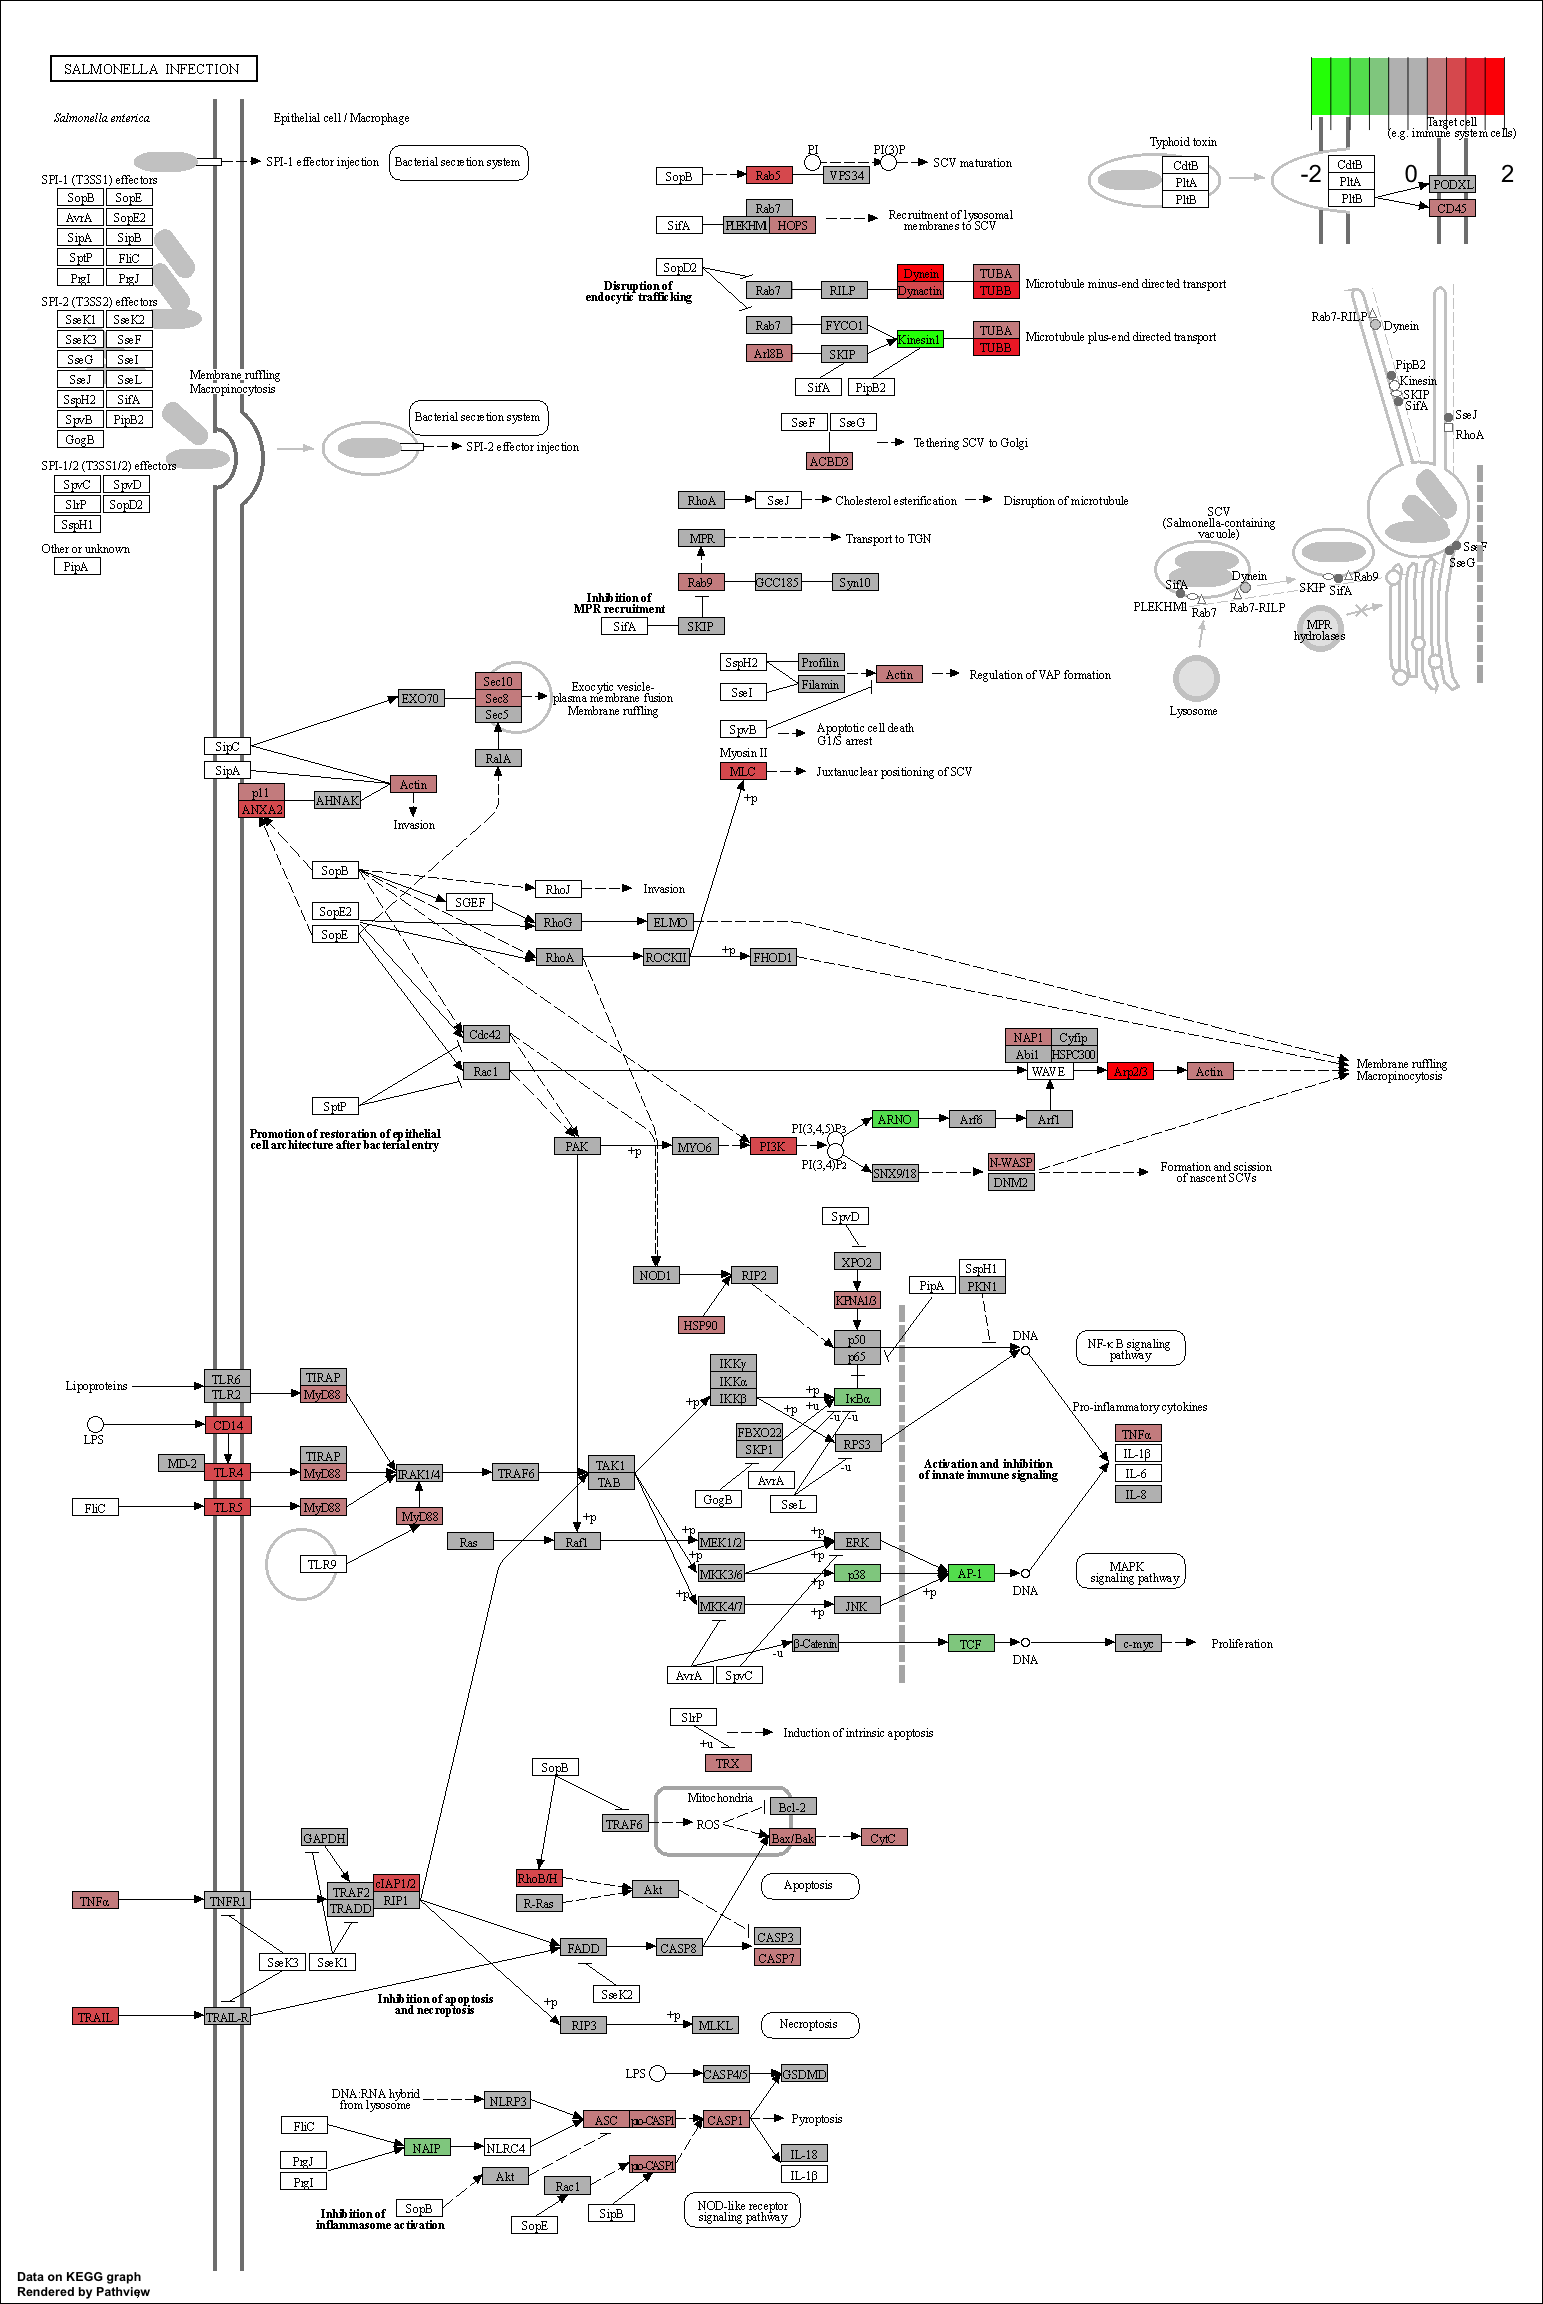 SALMONELLA INFECTION
Salmonella enterica
Epithelial cell / Macrophage
SPI-1 effector injection
Bacterial secretion system
SPI-1 (T3SS1) effectors
SopB SopE
AvrA SopE2
SipA SipB
SptP FliC
PrgI PrgJ
SPI-2 (T3SS2) effectors
SseK1 SseK2
SseK3 SseF
SseG SseI
SseJ SseL
SspH2 SifA
SpvB PipB2
GogB
SPI-1/2 (T3SS1/2) effectors
SpvC SpvD
SlrP SopD2
SspH1
Other or unknown
PipA
Membrane ruffling
Macropinocytosis
Bacterial secretion system
SPI-2 effector injection
PI PI(3)P
SopB Rab5 VPS34 SCV maturation
Rab7
SifA PLEKHM1 HOPS
Recruitment of lysosomal
membranes to SCV
SopD2
Disruption of
endocytic trafficking
Rab7 RILP Dynein
Dynactin
TUBA
TUBB
Microtubule minus-end directed transport
Rab7 FYCO1 Kinesin1 TUBA
TUBB
Microtubule plus-end directed transport
Arl8B SKIP
SifA PipB2
SseF SseG
Tethering SCV to Golgi
ACBD3
RhoA SseJ Cholesterol esterification Disruption of microtubule
MPR Transport to TGN
Rab9 GCC185 Syn10
Inhibition of
MPR recruitment
SifA SKIP
Typhoid toxin
CdtB
PltA
PltB
CdtB
PltA
PltB
Target cell
(e.g. immune system cells)
-2 0 2
PODXL
CD45
Rab7-RILP Dynein
PipB2
Kinesin
SKIP
SifA
SseJ
RhoA
SCV
(Salmonella-containing
vacuole)
SseF
SseG
SifA Dynein
PLEKHM1 Rab7 Rab7-RILP
SKIP SifA Rab9
MPR
hydrolases
Lysosome
SspH2 Profilin
SseI Filamin
Actin Regulation of VAP formation
SpvB
Apoptotic cell death
G1/S arrest
Myosin II
MLC Juxtanuclear positioning of SCV
+p
EXO70 Sec10
Sec8
Sec5
Exocytic vesicle-
plasma membrane fusion
Membrane ruffling
RalA
SipC
SipA
p11
ANXA2
AHNAK Actin
Invasion
SopB
SopE2
SopE
RhoJ Invasion
SGEF
RhoG ELMO
RhoA ROCKII +p FHOD1
Cdc42
Rac1
SptP
NAP1 Cyfip
Abi1 HSPC300
WAVE Arp2/3 Actin
Membrane ruffling
Macropinocytosis
Promotion of restoration of epithelial
cell architecture after bacterial entry
PAK +p MYO6 PI3K
PI(3,4,5)P3
PI(3,4)P2
ARNO Arf6 Arf1
SNX9/18 N-WASP
DNM2
Formation and scission
of nascent SCVs
SpvD
XPO2
NOD1 RIP2
KPNA1/3
HSP90
p50
p65
PipA
SspH1
PKN1
DNA
NF-κB signaling
pathway
Lipoproteins TLR6
TLR2
TIRAP
MyD88
IKKγ
IKKα
IKKβ
+p
+p
+u
IκBα
-u -u
+p
FBXO22
SKP1
RPS3
-u
AvrA
GogB
SseL
Activation and inhibition
of innate immune signaling
Pro-inflammatory cytokines
TNFα
IL-1β
IL-6
IL-8
LPS
CD14
MD-2 TLR4 TIRAP
MyD88
IRAK1/4 TRAF6 TAK1
TAB
FliC TLR5 MyD88
MyD88
TLR9
+p
Ras Raf1 +p MEK1/2 +p ERK
+p MKK3/6 +p +p p38 AP-1 DNA
+p MKK4/7 +p JNK +p
MAPK
signaling pathway
β-Catenin TCF DNA c-myc Proliferation
-u
AvrA SpvC
SlrP
+u
TRX
Induction of intrinsic apoptosis
SopB
Mitochondria
TRAF6 ROS Bcl-2
Bax/Bak CytC
RhoB/H
R-Ras
Akt
Apoptosis
GAPDH
TNFα TNFR1 TRAF2
TRADD
cIAP1/2
RIP1
CASP3
CASP7
FADD CASP8
SseK3 SseK1
SseK2
Inhibition of apoptosis
and necroptosis
TRAIL TRAIL-R
+p RIP3 +p MLKL Necroptosis
LPS CASP4/5 GSDMD
DNA:RNA hybrid
from lysosome
NLRP3
ASC pro-CASP1 CASP1 Pyroptosis
FliC
NAIP NLRC4
PrgJ
PrgI
Akt
pro-CASP1
IL-18
IL-1β
Rac1
SopB
SopE SipB
Inhibition of
inflammasome activation
NOD-like receptor
signaling pathway
Data on KEGG graph
Rendered by Pathview